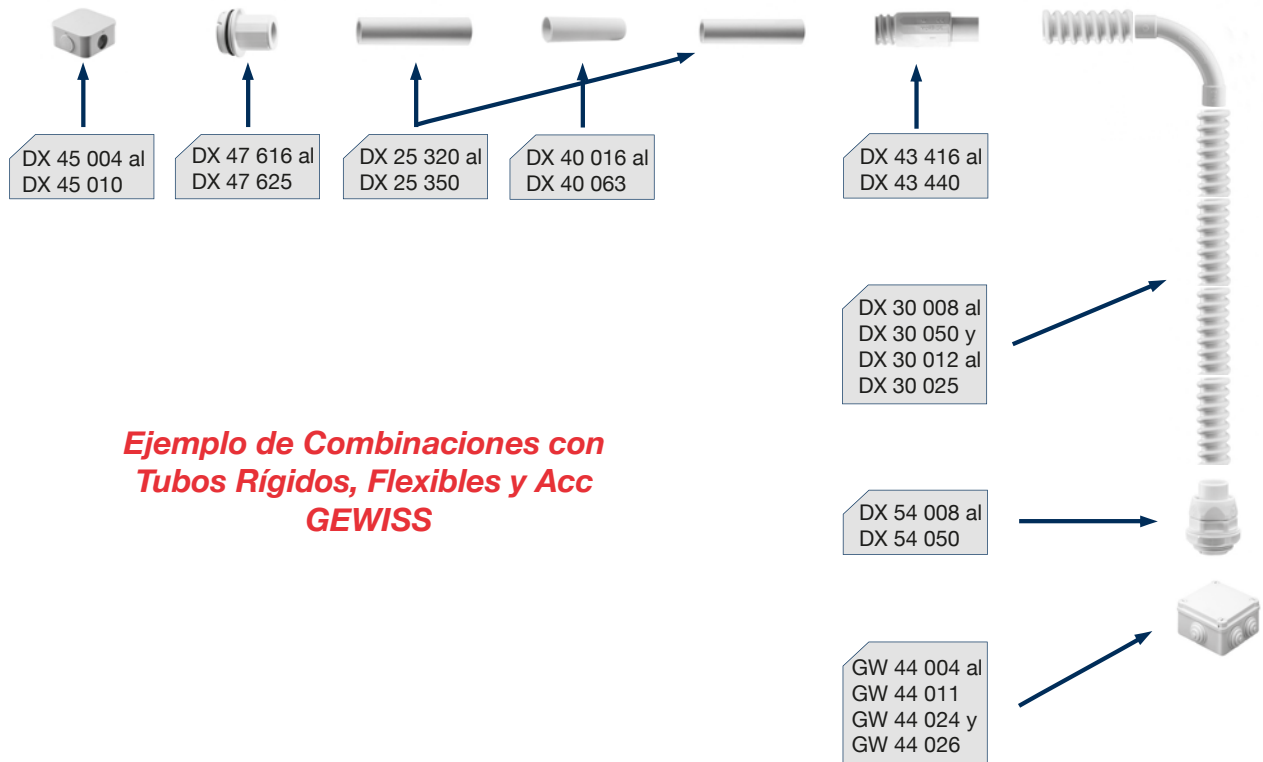 DX 45 004 al
DX 45 010
DX 47 616 al
DX 47 625
DX 25 320 al
DX 25 350
DX 40 016 al
DX 40 063
DX 43 416 al
DX 43 440
DX 30 008 al
DX 30 050 y
DX 30 012 al
DX 30 025
Ejemplo de Combinaciones con
Tubos Rígidos, Flexibles y Acc
GEWISS
DX 54 008 al
DX 54 050
GW 44 004 al
GW 44 011
GW 44 024 y
GW 44 026